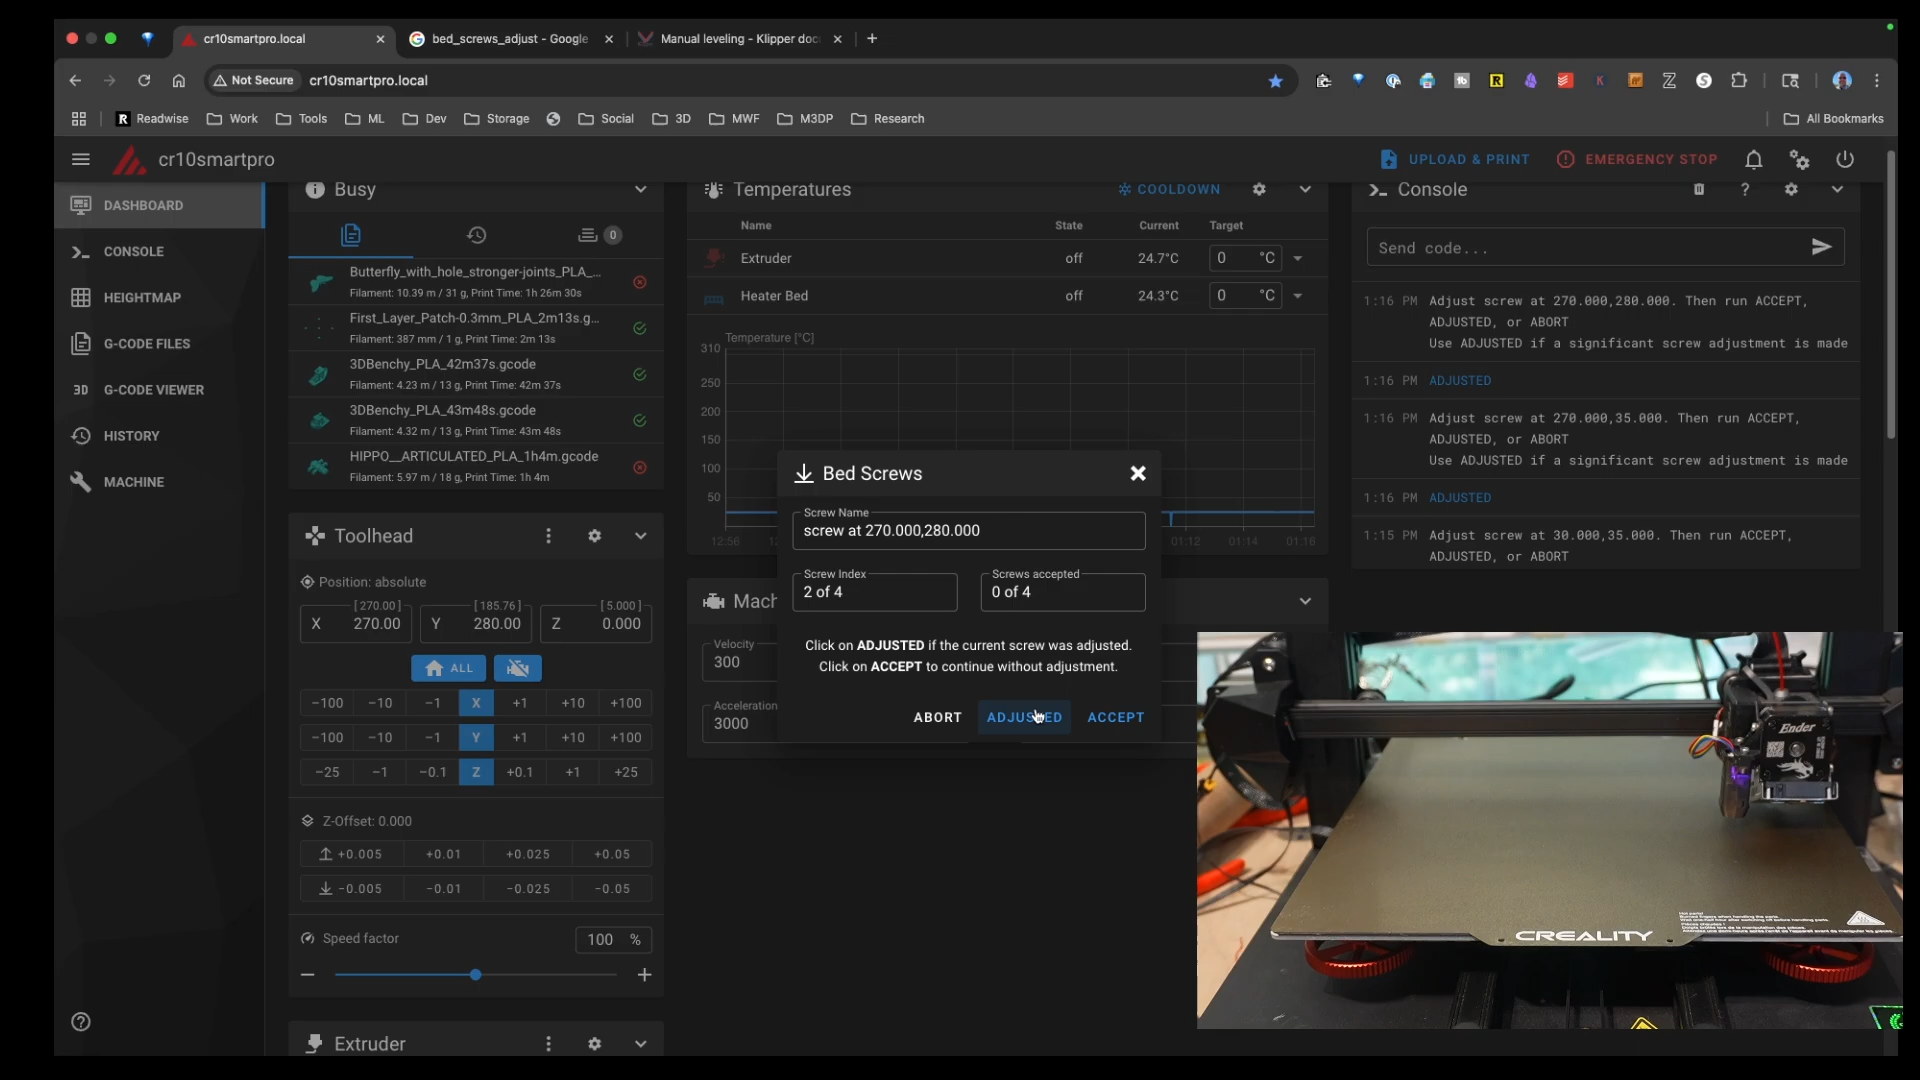 cr10smartpro.local
bed_screws_adjust - Google
Manual leveling - Klipper doc
Not Secure
cr10smartpro.local
Readwise
Work
Tools
ML
Dev
Storage
Social
3D
MWF
M3DP
Research
All Bookmarks
cr10smartpro
UPLOAD & PRINT
EMERGENCY STOP
DASHBOARD
CONSOLE
HEIGHTMAP
G-CODE FILES
3D G-CODE VIEWER
HISTORY
MACHINE
Busy
0
Butterfly_with_hole_stronger-joints_PLA_...
Filament: 10.39 m / 31 g, Print Time: 1h 26m 30s
First_Layer_Patch-0.3mm_PLA_2m13s.g...
Filament: 387 mm / 1 g, Print Time: 2m 13s
3DBenchy_PLA_42m37s.gcode
Filament: 4.23 m / 13 g, Print Time: 42m 37s
3DBenchy_PLA_43m48s.gcode
Filament: 4.32 m / 13 g, Print Time: 43m 48s
HIPPO__ARTICULATED_PLA_1h4m.gcode
Filament: 5.97 m / 18 g, Print Time: 1h 4m
Toolhead
Position: absolute
[ 270.00 ] [ 185.76 ] [ 5.000 ]
X 270.00 Y 280.00 Z 0.000
ALL
−100 −10 −1 X +1 +10 +100
−100 −10 −1 Y +1 +10 +100
−25 −1 −0.1 Z +0.1 +1 +25
Z-Offset: 0.000
+0.005 +0.01 +0.025 +0.05
-0.005 -0.01 -0.025 -0.05
Speed factor
100 %
Extruder
Temperatures
COOLDOWN
Name State Current Target
Extruder off 24.7°C 0 °C
Heater Bed off 24.3°C 0 °C
Temperature [°C]
310
250
200
150
100
50
12:56 01:12 01:14 01:16
Mach
Velocity
300
Acceleration
3000
Bed Screws
Screw Name
screw at 270.000,280.000
Screw Index
2 of 4
Screws accepted
0 of 4
Click on ADJUSTED if the current screw was adjusted.
Click on ACCEPT to continue without adjustment.
ABORT
ADJUSTED
ACCEPT
Console
Send code...
1:16 PM Adjust screw at 270.000,280.000. Then run ACCEPT,
ADJUSTED, or ABORT
Use ADJUSTED if a significant screw adjustment is made
1:16 PM ADJUSTED
1:16 PM Adjust screw at 270.000,35.000. Then run ACCEPT,
ADJUSTED, or ABORT
Use ADJUSTED if a significant screw adjustment is made
1:16 PM ADJUSTED
1:15 PM Adjust screw at 30.000,35.000. Then run ACCEPT,
ADJUSTED, or ABORT
Ender
CREALITY